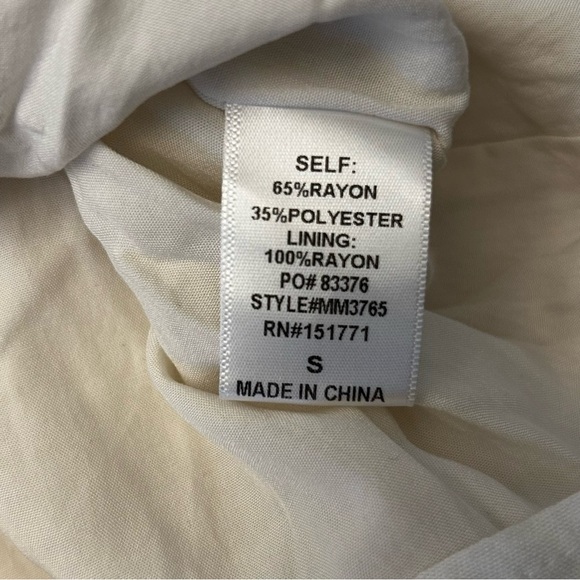 SELF:
65%RAYON
35%POLYESTER
LINING:
100%RAYON
PO# 83376
STYLE#MM3765
RN#151771
S
MADE IN CHINA